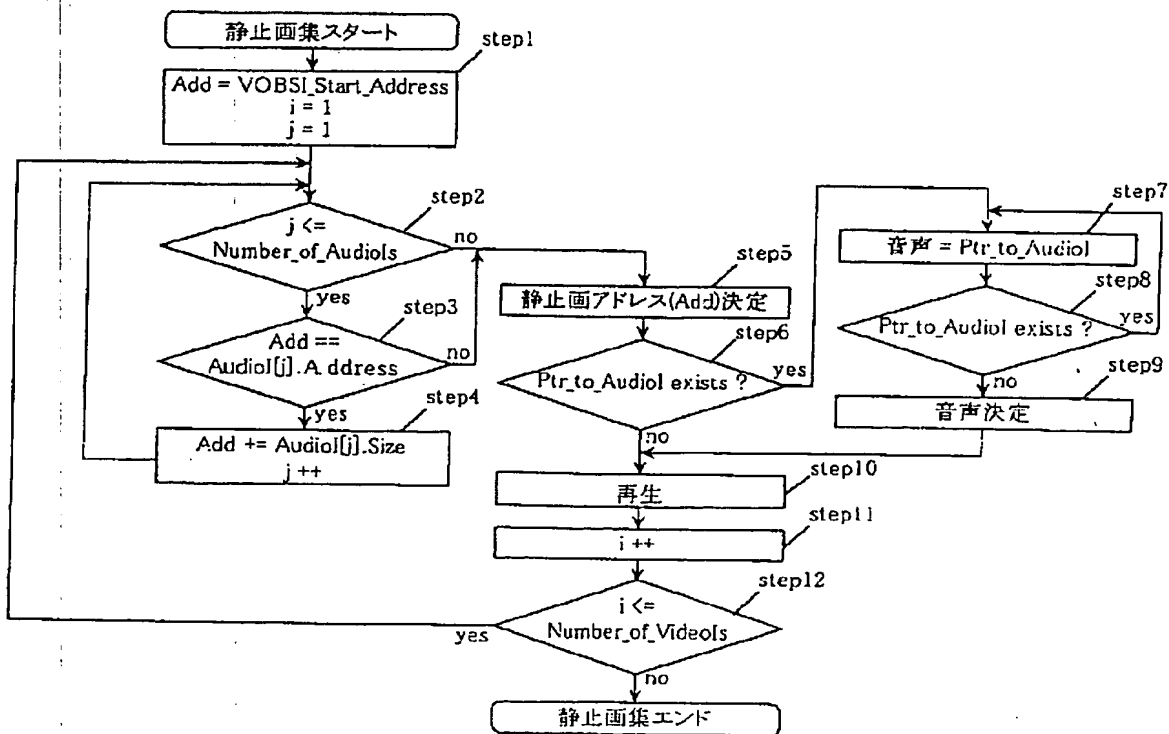 静止画集スタート
step1
Add = VOBSI_Start_Address
i = 1
j = 1
step2
j <=
Number_of_AudioIs
no
yes
step3
Add ==
AudioI[j].A ddress
no
yes
step4
Add += AudioI[j].Size
j ++
step5
静止画アドレス(Add)決定
step6
Ptr_to_AudioI exists ?
yes
no
step7
音声 = Ptr_to_AudioI
step8
Ptr_to_AudioI exists ?
yes
no
step9
音声決定
step10
再生
step11
i ++
step12
i <=
Number_of_VideoIs
yes
no
静止画集エンド